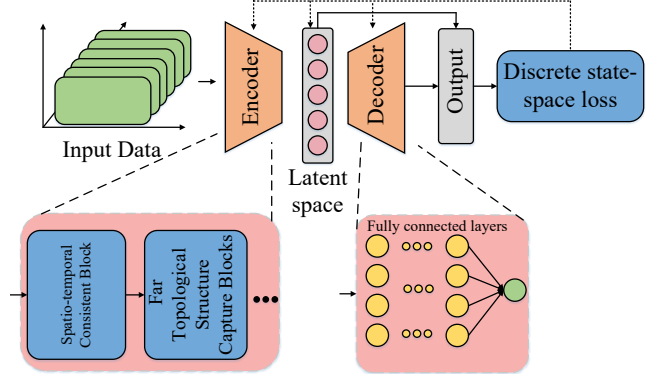 Input Data
Encoder
Latent
space
Decoder
Output
Discrete state-
space loss
Spatio-temporal
Consistent Block
Far
Topological
Structure
Capture Blocks
Fully connected layers